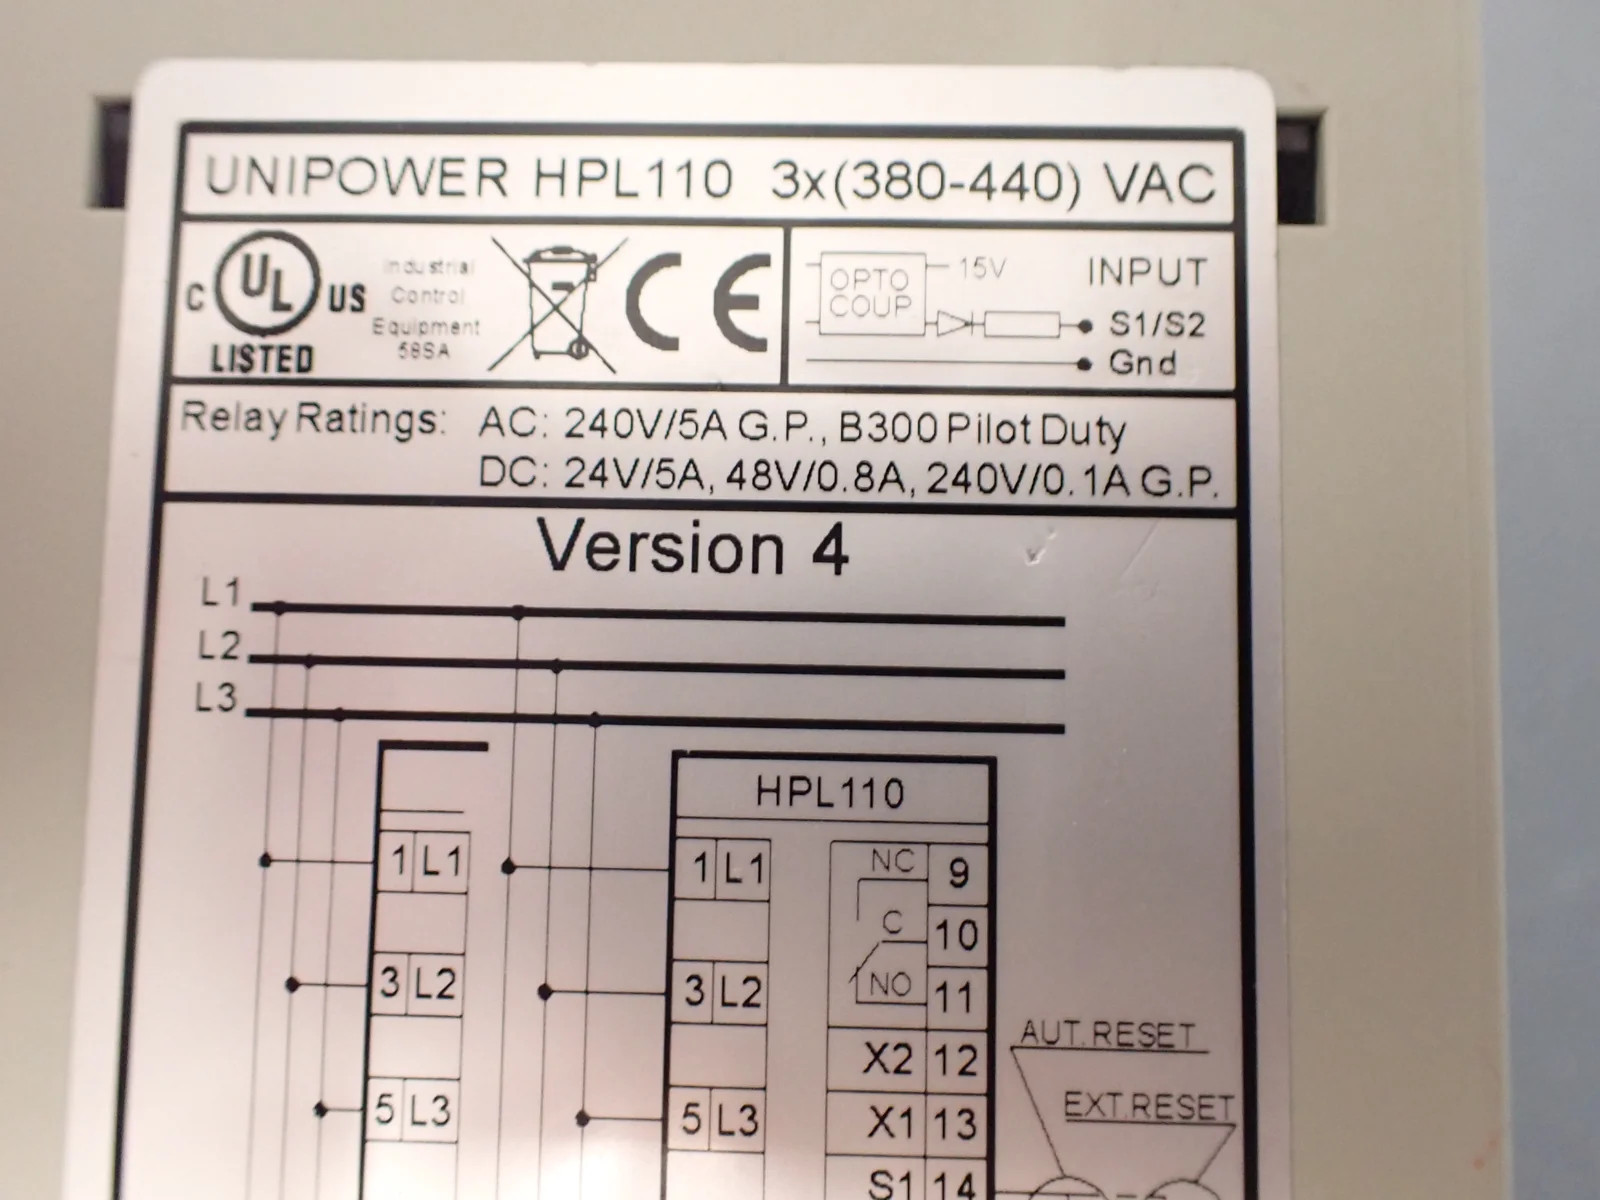 UNIPOWER HPL110 3x(380-440) VAC
C UL US
LISTED
Industrial
Control
Equipment
58SA
CE
OPTO
COUP
15V
INPUT
S1/S2
Gnd
Relay Ratings: AC: 240V/5A G.P., B300 Pilot Duty
DC: 24V/5A, 48V/0.8A, 240V/0.1A G.P.
Version 4
L1
L2
L3
HPL110
1 L1
1 L1
NC 9
C 10
3 L2
3 L2
NO 11
AUT.RESET
X2 12
EXT.RESET
5 L3
5 L3
X1 13
S1 14